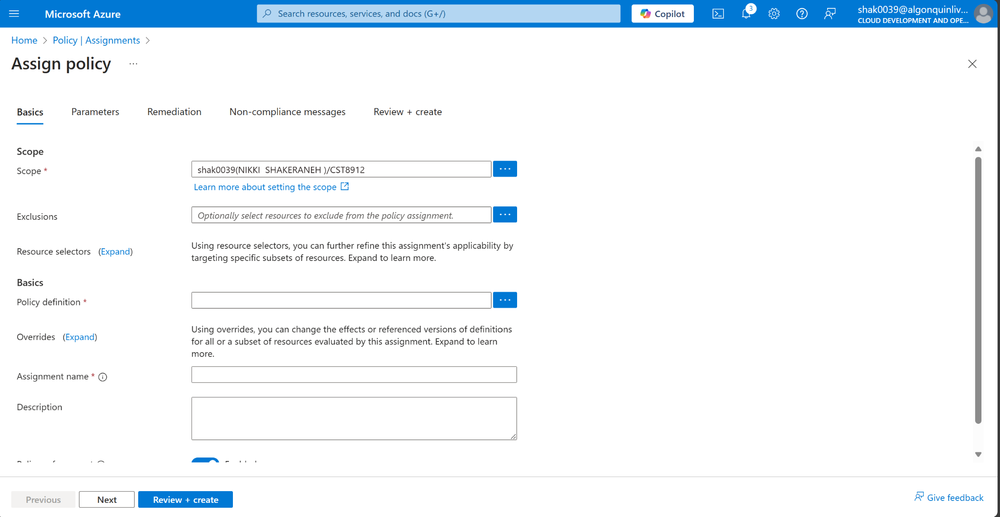 Microsoft Azure
Search resources, services, and docs (G+/)
Copilot
3
shak0039@algonquinliv...
CLOUD DEVELOPMENT AND OPE...
Home > Policy | Assignments >
Assign policy ...
Basics Parameters Remediation Non-compliance messages Review + create
Scope
Scope * shak0039(NIKKI SHAKERANEH )/CST8912 ...
Learn more about setting the scope
Exclusions Optionally select resources to exclude from the policy assignment. ...
Resource selectors (Expand)
Using resource selectors, you can further refine this assignment's applicability by
targeting specific subsets of resources. Expand to learn more.
Basics
Policy definition * ...
Overrides (Expand)
Using overrides, you can change the effects or referenced versions of definitions
for all or a subset of resources evaluated by this assignment. Expand to learn
more.
Assignment name *
Description
Previous Next Review + create
Give feedback